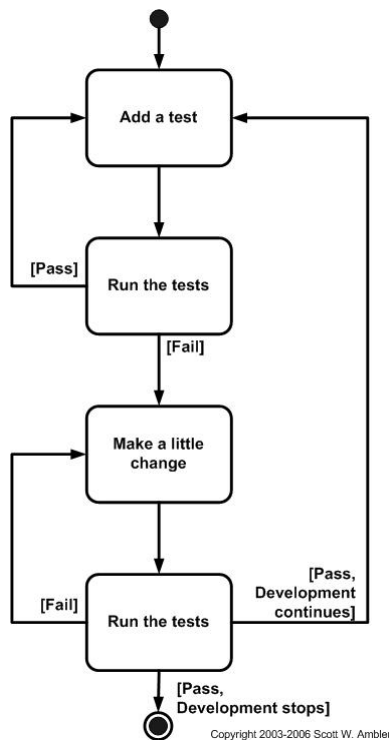 Add a test
[Pass]
Run the tests
[Fail]
Make a little
change
[Fail]
Run the tests
[Pass,
Development
continues]
[Pass,
Development stops]
Copyright 2003-2006 Scott W. Ambler